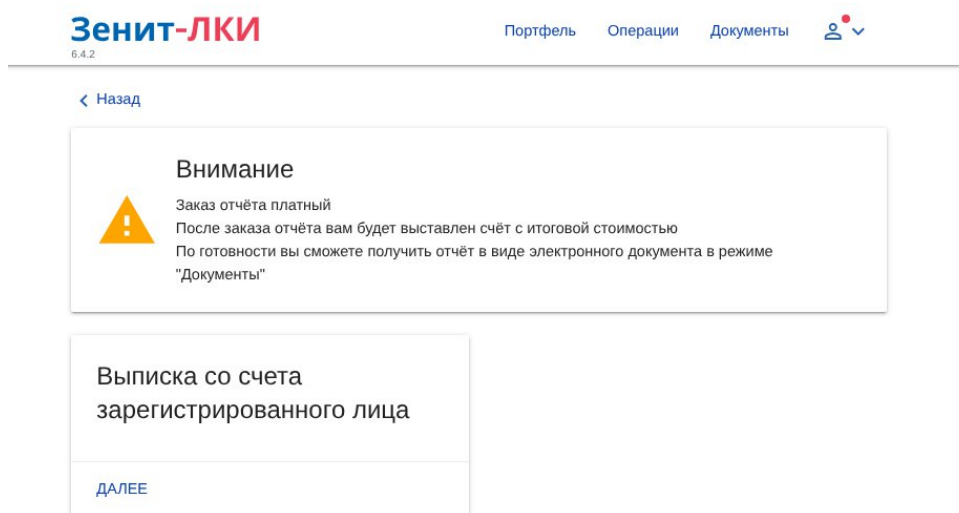 Зенит-ЛКИ
6.4.2
Портфель Операции Документы
Назад
Внимание
Заказ отчёта платный
После заказа отчёта вам будет выставлен счёт с итоговой стоимостью
По готовности вы сможете получить отчёт в виде электронного документа в режиме
"Документы"
Выписка со счета
зарегистрированного лица
ДАЛЕЕ